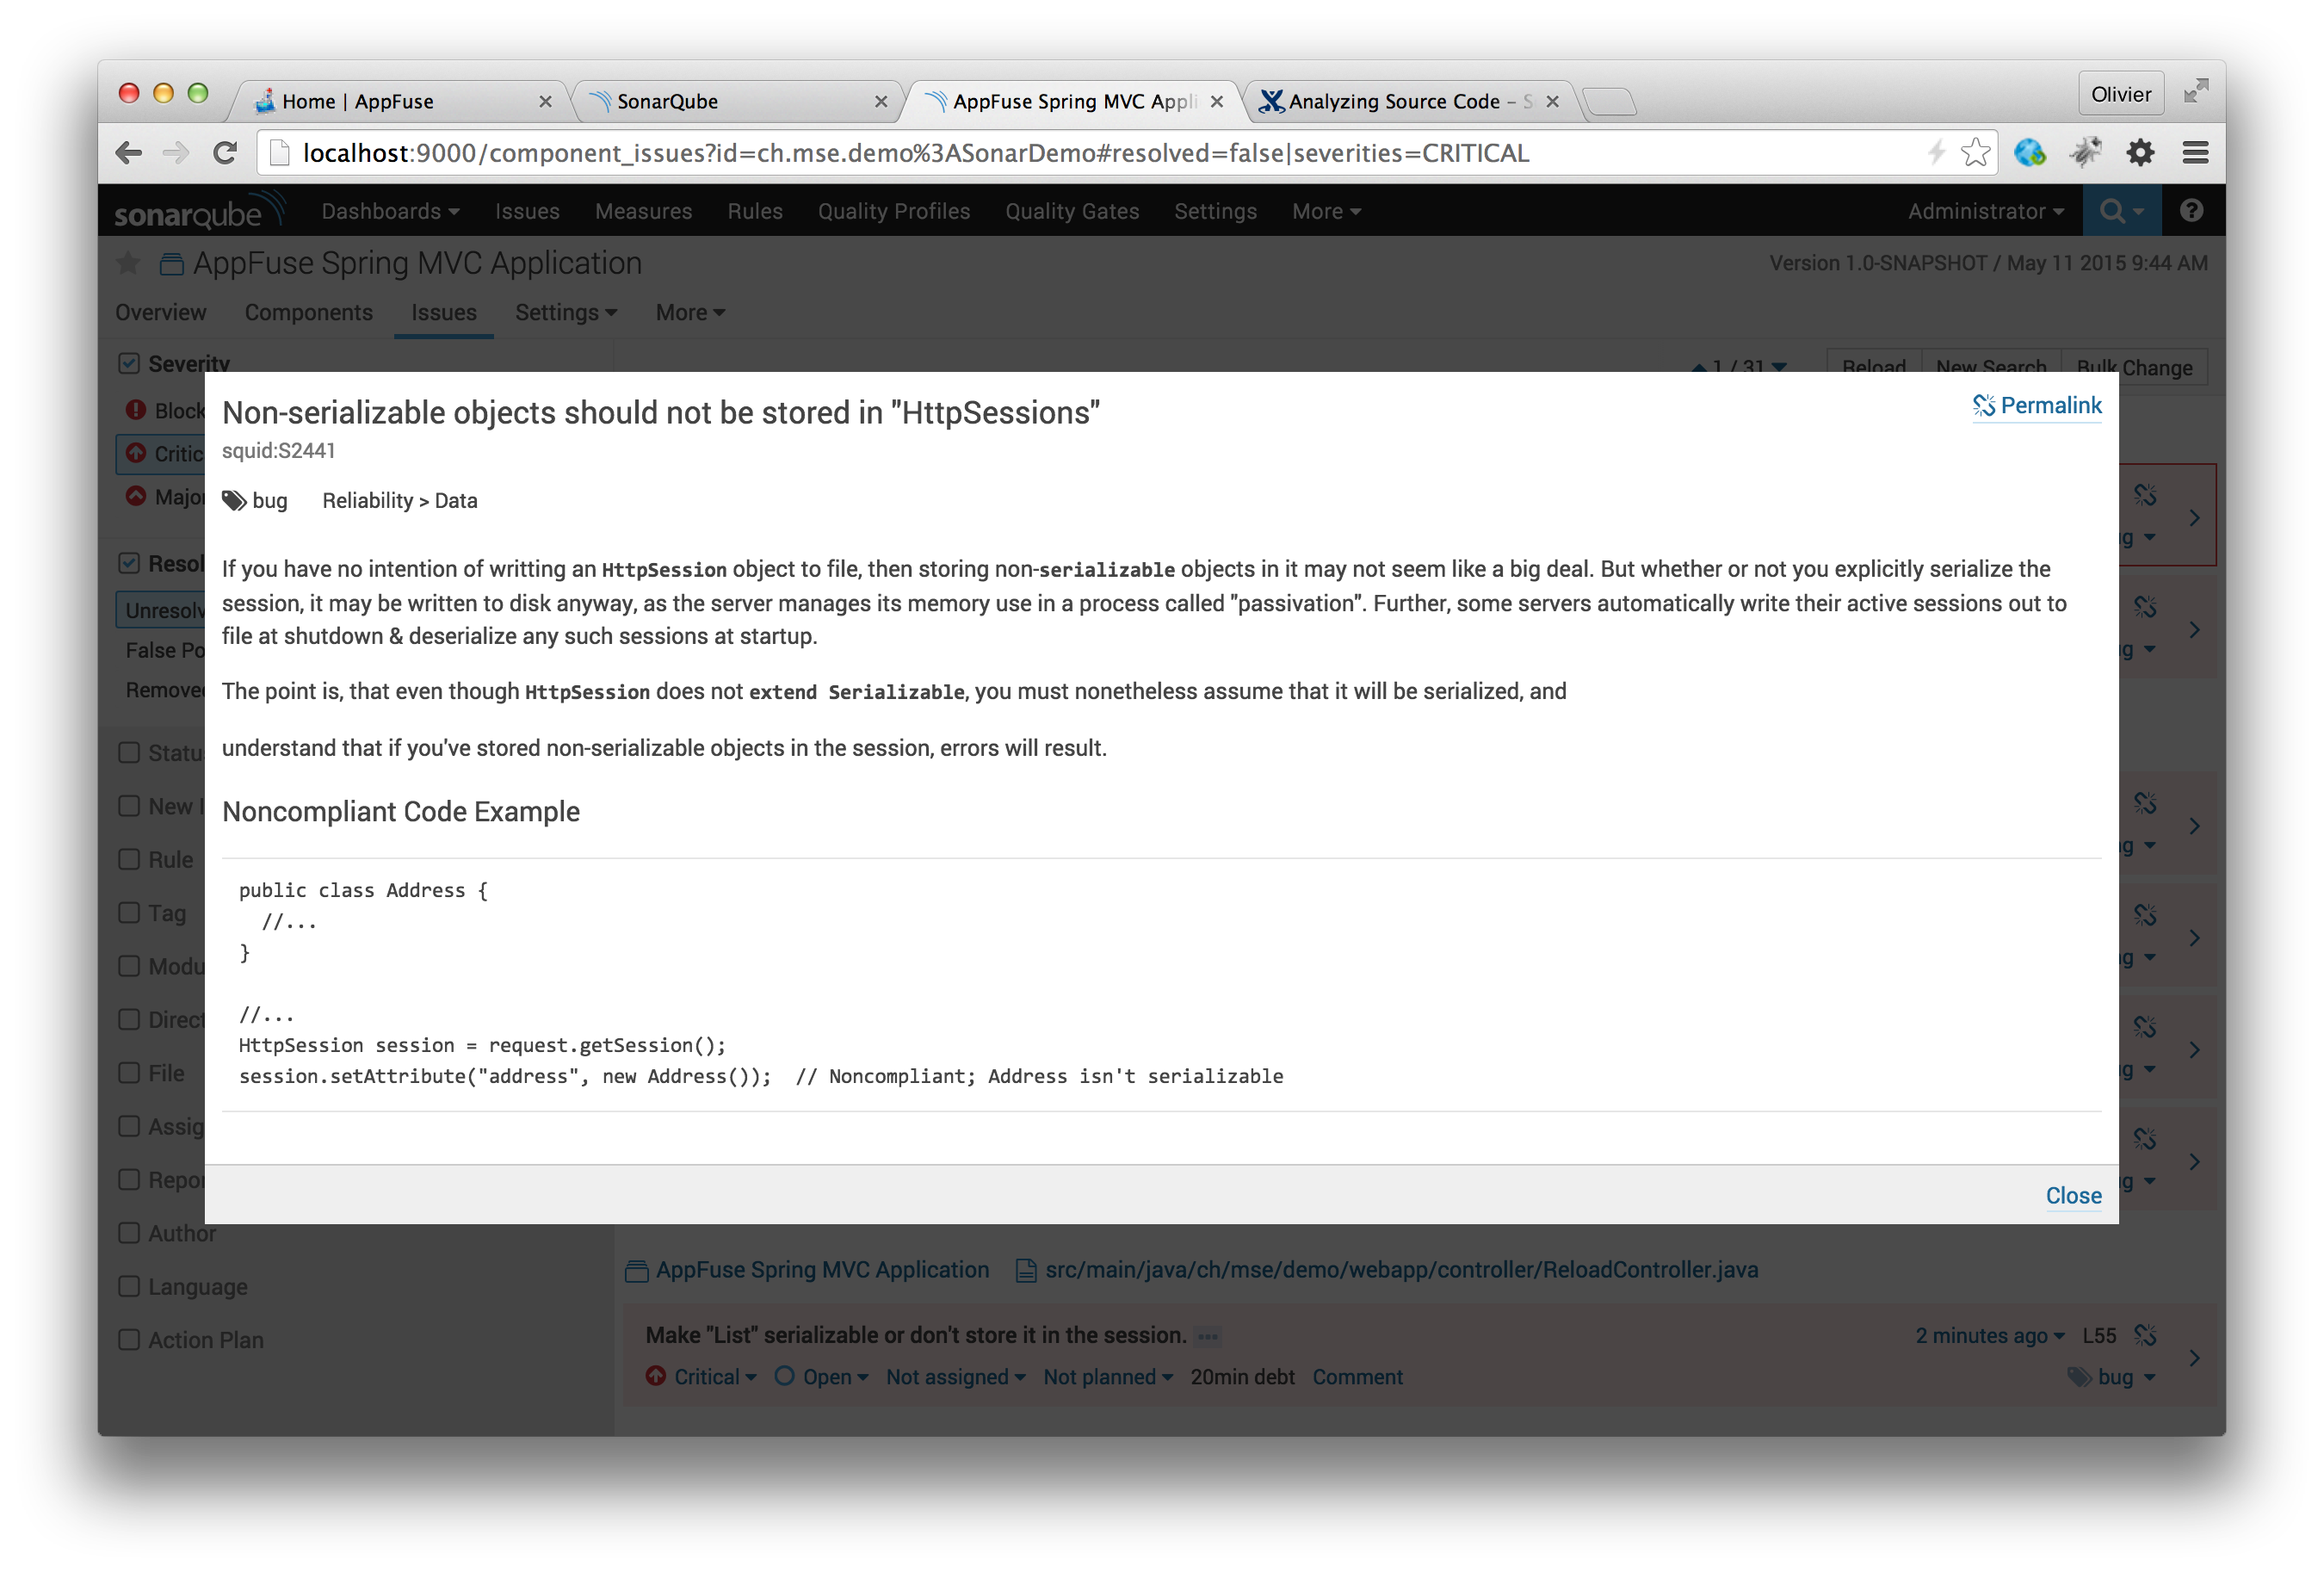 Home | AppFuse
SonarQube
AppFuse Spring MVC Appli
Analyzing Source Code – S
Olivier
localhost:9000/component_issues?id=ch.mse.demo%3ASonarDemo#resolved=false|severities=CRITICAL
sonarqube Dashboards Issues Measures Rules Quality Profiles Quality Gates Settings More Administrator
AppFuse Spring MVC Application Version 1.0-SNAPSHOT / May 11 2015 9:44 AM
Overview Components Issues Settings More
Severity 1 / 31 Reload New Search Bulk Change
Block
Critic
Major
Resol
Unresolv
False Po
Removed
Statu
New I
Rule
Tag
Modu
Direct
File
Assig
Repor
Author
Language
Action Plan
Non-serializable objects should not be stored in "HttpSessions" Permalink
squid:S2441
bug Reliability > Data
If you have no intention of writting an HttpSession object to file, then storing non-serializable objects in it may not seem like a big deal. But whether or not you explicitly serialize the
session, it may be written to disk anyway, as the server manages its memory use in a process called "passivation". Further, some servers automatically write their active sessions out to
file at shutdown & deserialize any such sessions at startup.
The point is, that even though HttpSession does not extend Serializable, you must nonetheless assume that it will be serialized, and
understand that if you've stored non-serializable objects in the session, errors will result.
Noncompliant Code Example
public class Address {
//...
}
//...
HttpSession session = request.getSession();
session.setAttribute("address", new Address()); // Noncompliant; Address isn't serializable
Close
AppFuse Spring MVC Application src/main/java/ch/mse/demo/webapp/controller/ReloadController.java
Make "List" serializable or don't store it in the session. ••• 2 minutes ago L55
Critical Open Not assigned Not planned 20min debt Comment bug